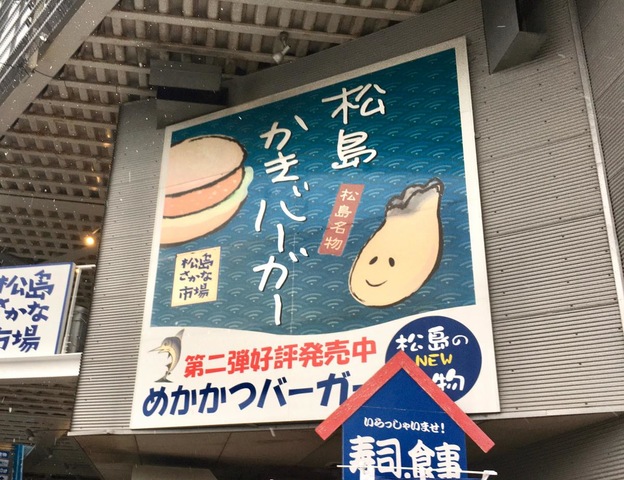 松島
かきバーガー
松島名物
松島
さかな
市場
第二弾好評発売中
めかかつバーガー
松島の
NEW
物
松島
さかな
市場
いらっしゃいませ!
寿司.食事